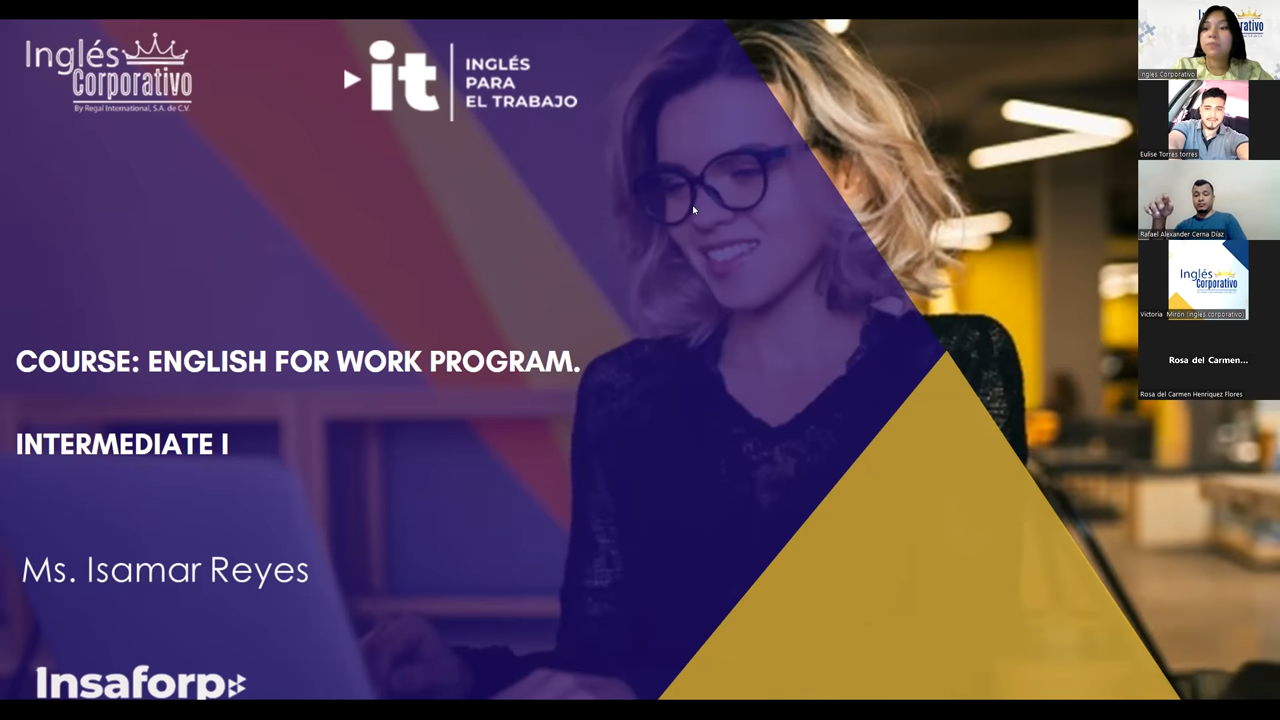 Inglés
Corporativo
By Regal International, S.A. de C.V.
it
INGLÉS
PARA
EL TRABAJO
COURSE: ENGLISH FOR WORK PROGRAM.
INTERMEDIATE I
Ms. Isamar Reyes
Insaforp
Inglés Corporativo
Eulise Torres torres
Rafael Alexander Cerna Díaz
Inglés
Corporativo
Victoria Mirón (ingles corporativo)
Rosa del Carmen...
Rosa del Carmen Henriquez Flores